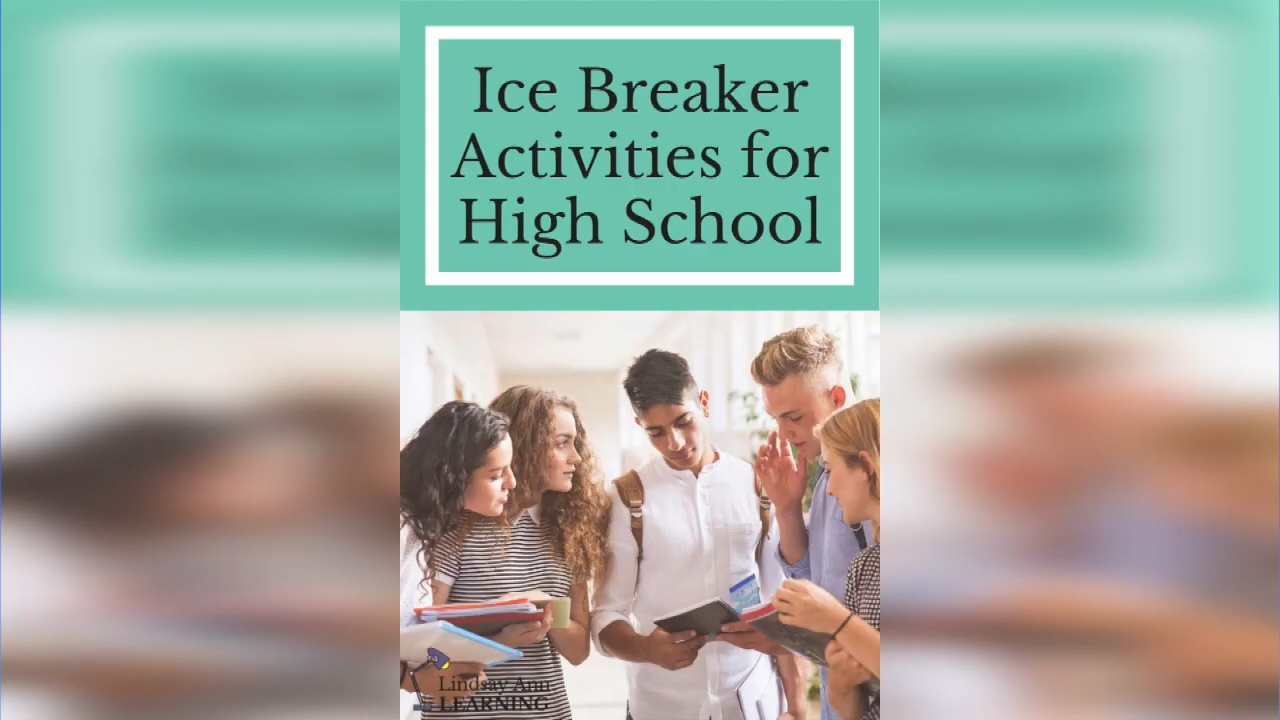 Ice Breaker
Activities for
High School
Lindsay Ann
LEARNING